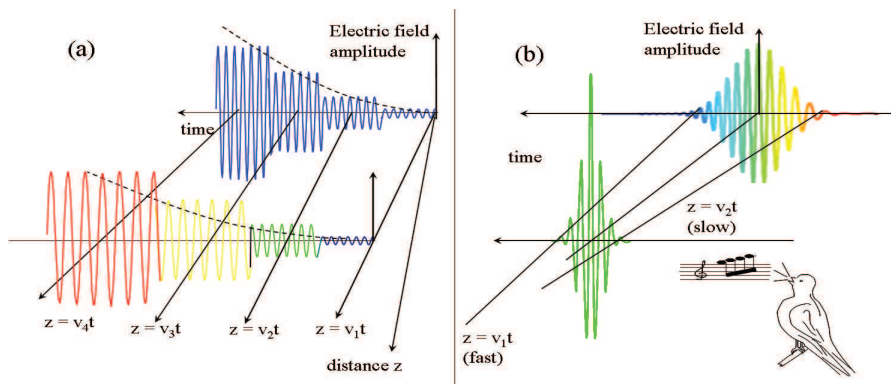 (a)
Electric field
amplitude
time
z = v4t
z = v3t
z = v2t
z = v1t
distance z
(b)
Electric field
amplitude
time
z = v2t
(slow)
z = v1t
(fast)